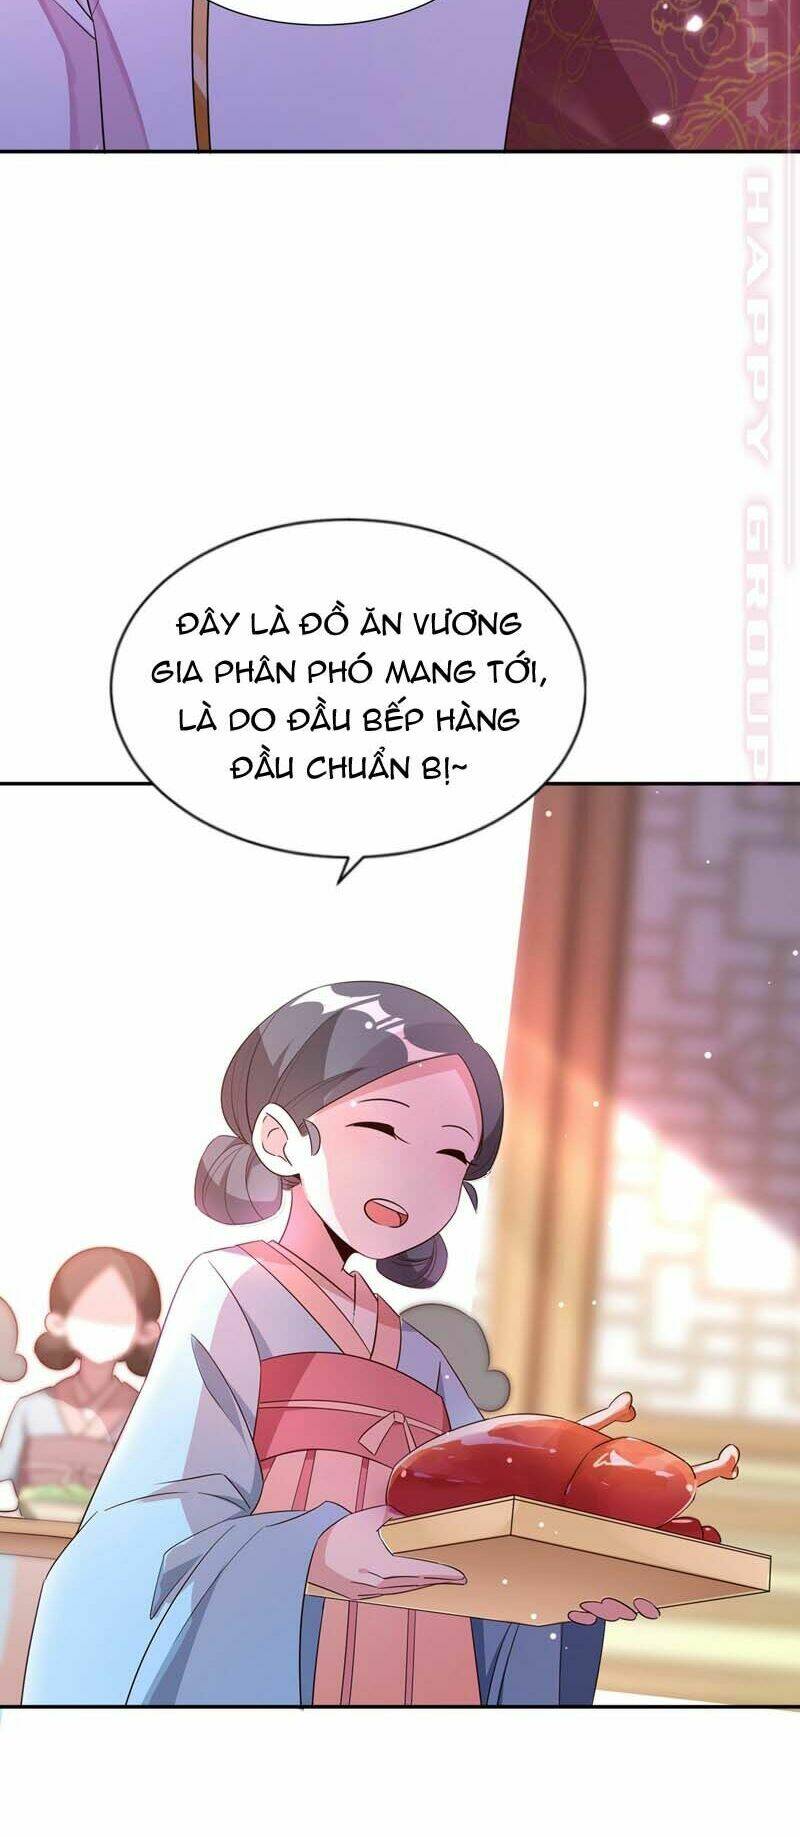 HAPPY GROUP
ĐÂY LÀ ĐỒ ĂN VƯƠNG
GIA PHÂN PHÓ MANG TỚI,
LÀ DO ĐẦU BẾP HÀNG
ĐẦU CHUẨN BỊ~